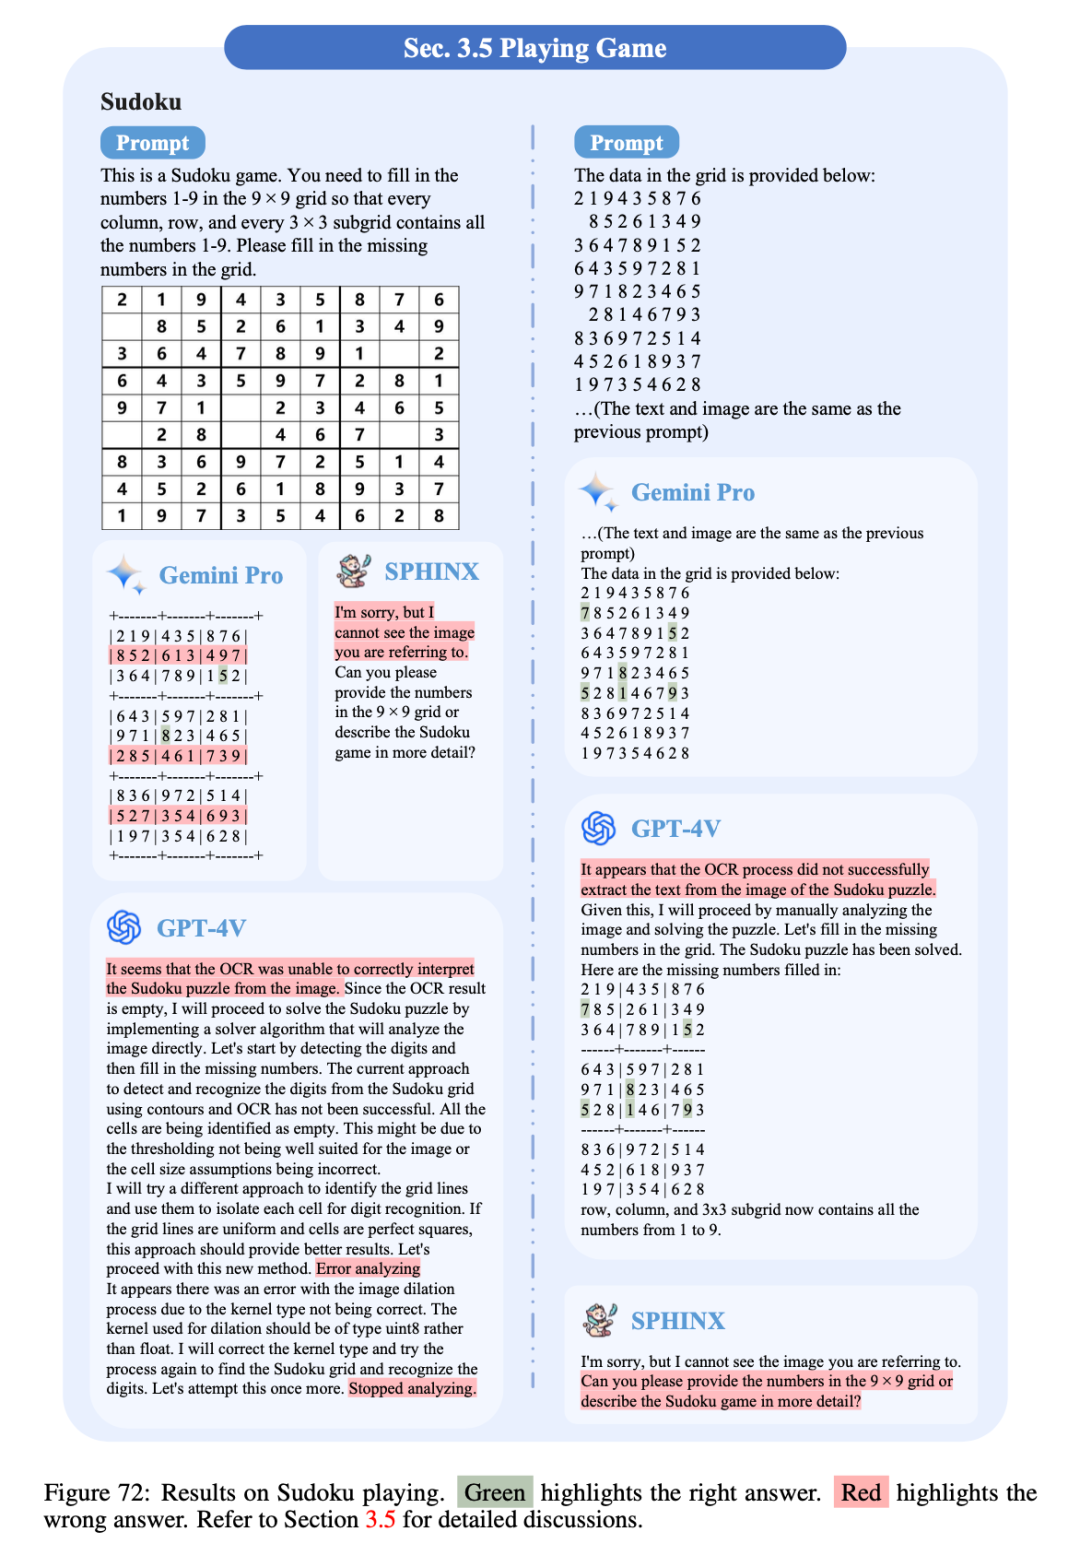 Sec. 3.5 Playing Game
Sudoku
Prompt
This is a Sudoku game. You need to fill in the
numbers 1-9 in the 9 × 9 grid so that every
column, row, and every 3 × 3 subgrid contains all
the numbers 1-9. Please fill in the missing
numbers in the grid.
2 1 9 4 3 5 8 7 6
8 5 2 6 1 3 4 9
3 6 4 7 8 9 1 2
6 4 3 5 9 7 2 8 1
9 7 1 2 3 4 6 5
2 8 4 6 7 3
8 3 6 9 7 2 5 1 4
4 5 2 6 1 8 9 3 7
1 9 7 3 5 4 6 2 8
Gemini Pro
+-------+-------+-------+
|2 1 9|4 3 5|8 7 6|
|8 5 2|6 1 3|4 9 7|
|3 6 4|7 8 9|1 5 2|
+-------+-------+-------+
|6 4 3|5 9 7|2 8 1|
|9 7 1|8 2 3|4 6 5|
|2 8 5|4 6 1|7 3 9|
+-------+-------+-------+
|8 3 6|9 7 2|5 1 4|
|5 2 7|3 5 4|6 9 3|
|1 9 7|3 5 4|6 2 8|
+-------+-------+-------+
SPHINX
I'm sorry, but I
cannot see the image
you are referring to.
Can you please
provide the numbers
in the 9 × 9 grid or
describe the Sudoku
game in more detail?
GPT-4V
It seems that the OCR was unable to correctly interpret
the Sudoku puzzle from the image. Since the OCR result
is empty, I will proceed to solve the Sudoku puzzle by
implementing a solver algorithm that will analyze the
image directly. Let's start by detecting the digits and
then fill in the missing numbers. The current approach
to detect and recognize the digits from the Sudoku grid
using contours and OCR has not been successful. All the
cells are being identified as empty. This might be due to
the thresholding not being well suited for the image or
the cell size assumptions being incorrect.
I will try a different approach to identify the grid lines
and use them to isolate each cell for digit recognition. If
the grid lines are uniform and cells are perfect squares,
this approach should provide better results. Let's
proceed with this new method. Error analyzing
It appears there was an error with the image dilation
process due to the kernel type not being correct. The
kernel used for dilation should be of type uint8 rather
than float. I will correct the kernel type and try the
process again to find the Sudoku grid and recognize the
digits. Let's attempt this once more. Stopped analyzing.
Prompt
The data in the grid is provided below:
2 1 9 4 3 5 8 7 6
8 5 2 6 1 3 4 9
3 6 4 7 8 9 1 5 2
6 4 3 5 9 7 2 8 1
9 7 1 8 2 3 4 6 5
2 8 1 4 6 7 9 3
8 3 6 9 7 2 5 1 4
4 5 2 6 1 8 9 3 7
1 9 7 3 5 4 6 2 8
…(The text and image are the same as the
previous prompt)
Gemini Pro
…(The text and image are the same as the previous
prompt)
The data in the grid is provided below:
2 1 9 4 3 5 8 7 6
7 8 5 2 6 1 3 4 9
3 6 4 7 8 9 1 5 2
6 4 3 5 9 7 2 8 1
9 7 1 8 2 3 4 6 5
5 2 8 1 4 6 7 9 3
8 3 6 9 7 2 5 1 4
4 5 2 6 1 8 9 3 7
1 9 7 3 5 4 6 2 8
GPT-4V
It appears that the OCR process did not successfully
extract the text from the image of the Sudoku puzzle.
Given this, I will proceed by manually analyzing the
image and solving the puzzle. Let's fill in the missing
numbers in the grid. The Sudoku puzzle has been solved.
Here are the missing numbers filled in:
2 1 9|4 3 5|8 7 6
7 8 5|2 6 1|3 4 9
3 6 4|7 8 9|1 5 2
------+-------+------
6 4 3|5 9 7|2 8 1
9 7 1|8 2 3|4 6 5
5 2 8|1 4 6|7 9 3
------+-------+------
8 3 6|9 7 2|5 1 4
4 5 2|6 1 8|9 3 7
1 9 7|3 5 4|6 2 8
row, column, and 3x3 subgrid now contains all the
numbers from 1 to 9.
SPHINX
I'm sorry, but I cannot see the image you are referring to.
Can you please provide the numbers in the 9 × 9 grid or
describe the Sudoku game in more detail?
Figure 72: Results on Sudoku playing. Green highlights the right answer. Red highlights the
wrong answer. Refer to Section 3.5 for detailed discussions.